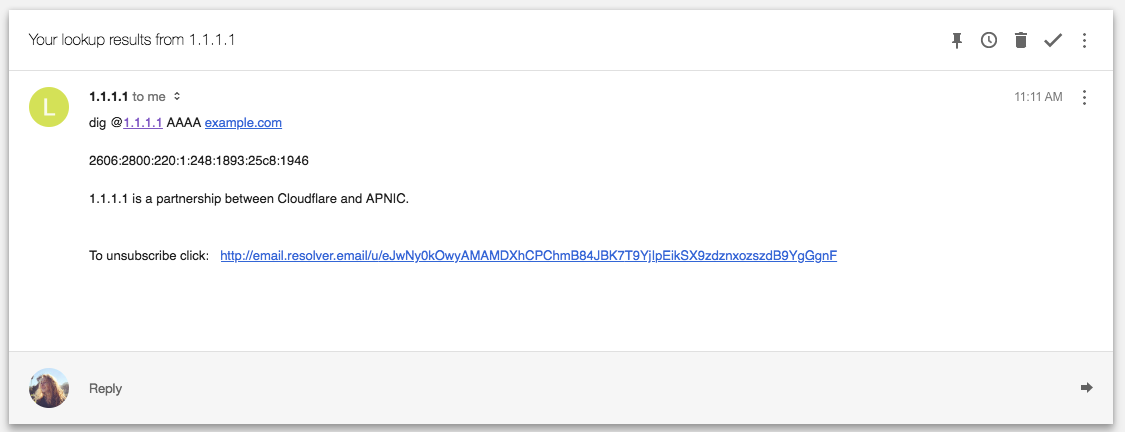 Your lookup results from 1.1.1.1
L
1.1.1.1 to me
11:11 AM
dig @1.1.1.1 AAAA example.com
2606:2800:220:1:248:1893:25c8:1946
1.1.1.1 is a partnership between Cloudflare and APNIC.
To unsubscribe click: http://email.resolver.email/u/eJwNy0kOwyAMAMDXhCPChmB84JBK7T9YjlpEikSX9zdznxozszdB9YgGgnF
Reply